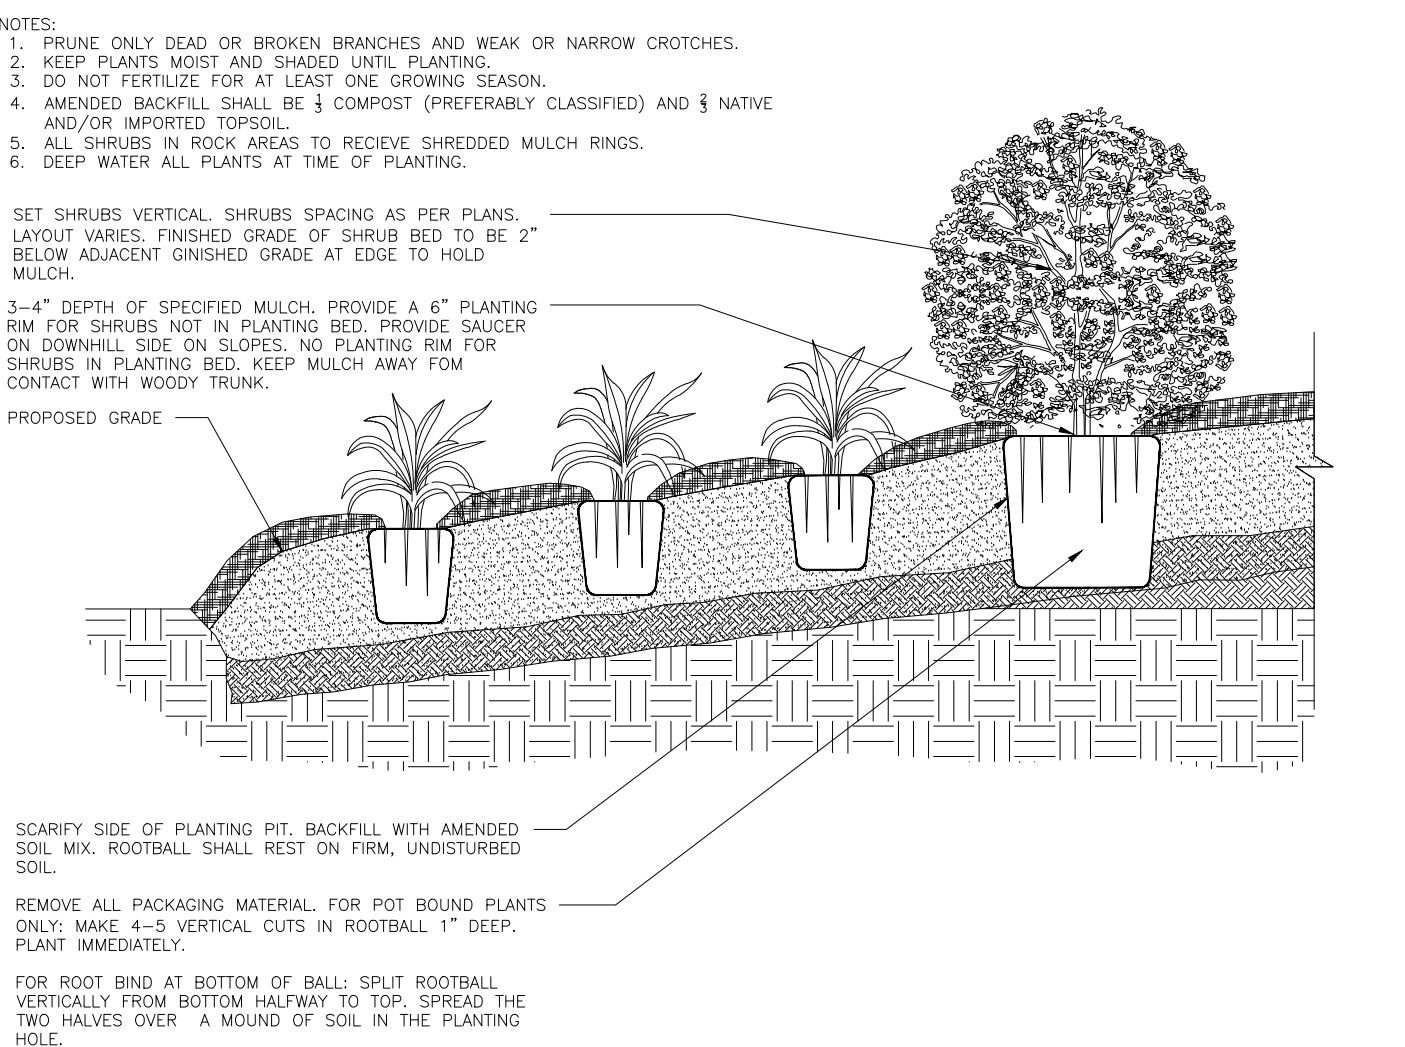 NOTES:
1. PRUNE ONLY DEAD OR BROKEN BRANCHES AND WEAK OR NARROW CROTCHES.
2. KEEP PLANTS MOIST AND SHADED UNTIL PLANTING.
3. DO NOT FERTILIZE FOR AT LEAST ONE GROWING SEASON.
4. AMENDED BACKFILL SHALL BE 1/3 COMPOST (PREFERABLY CLASSIFIED) AND 2/3 NATIVE
AND/OR IMPORTED TOPSOIL.
5. ALL SHRUBS IN ROCK AREAS TO RECIEVE SHREDDED MULCH RINGS.
6. DEEP WATER ALL PLANTS AT TIME OF PLANTING.
SET SHRUBS VERTICAL. SHRUBS SPACING AS PER PLANS.
LAYOUT VARIES. FINISHED GRADE OF SHRUB BED TO BE 2"
BELOW ADJACENT GINISHED GRADE AT EDGE TO HOLD
MULCH.
3-4" DEPTH OF SPECIFIED MULCH. PROVIDE A 6" PLANTING
RIM FOR SHRUBS NOT IN PLANTING BED. PROVIDE SAUCER
ON DOWNHILL SIDE ON SLOPES. NO PLANTING RIM FOR
SHRUBS IN PLANTING BED. KEEP MULCH AWAY FOM
CONTACT WITH WOODY TRUNK.
PROPOSED GRADE
SCARIFY SIDE OF PLANTING PIT. BACKFILL WITH AMENDED
SOIL MIX. ROOTBALL SHALL REST ON FIRM, UNDISTURBED
SOIL.
REMOVE ALL PACKAGING MATERIAL. FOR POT BOUND PLANTS
ONLY: MAKE 4-5 VERTICAL CUTS IN ROOTBALL 1" DEEP.
PLANT IMMEDIATELY.
FOR ROOT BIND AT BOTTOM OF BALL: SPLIT ROOTBALL
VERTICALLY FROM BOTTOM HALFWAY TO TOP. SPREAD THE
TWO HALVES OVER A MOUND OF SOIL IN THE PLANTING
HOLE.